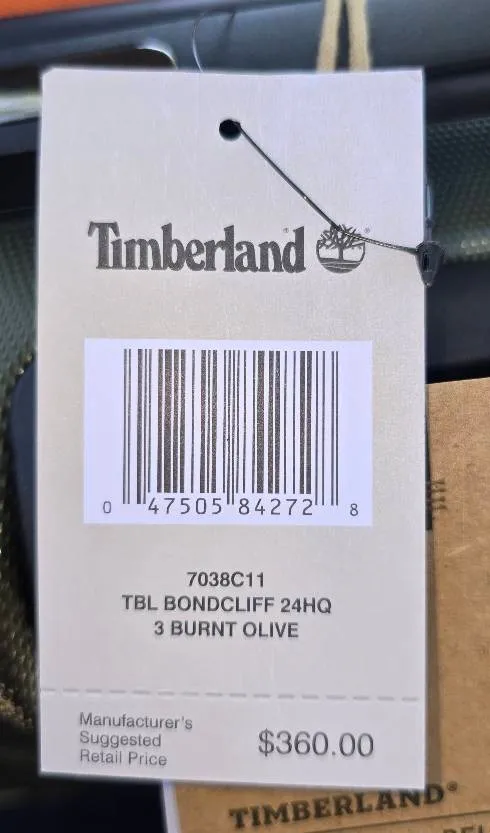 Timberland®
0 47505 84272 8
7038C11
TBL BONDCLIFF 24HQ
3 BURNT OLIVE
Manufacturer's
Suggested
Retail Price
$360.00
TIMBERLAND®